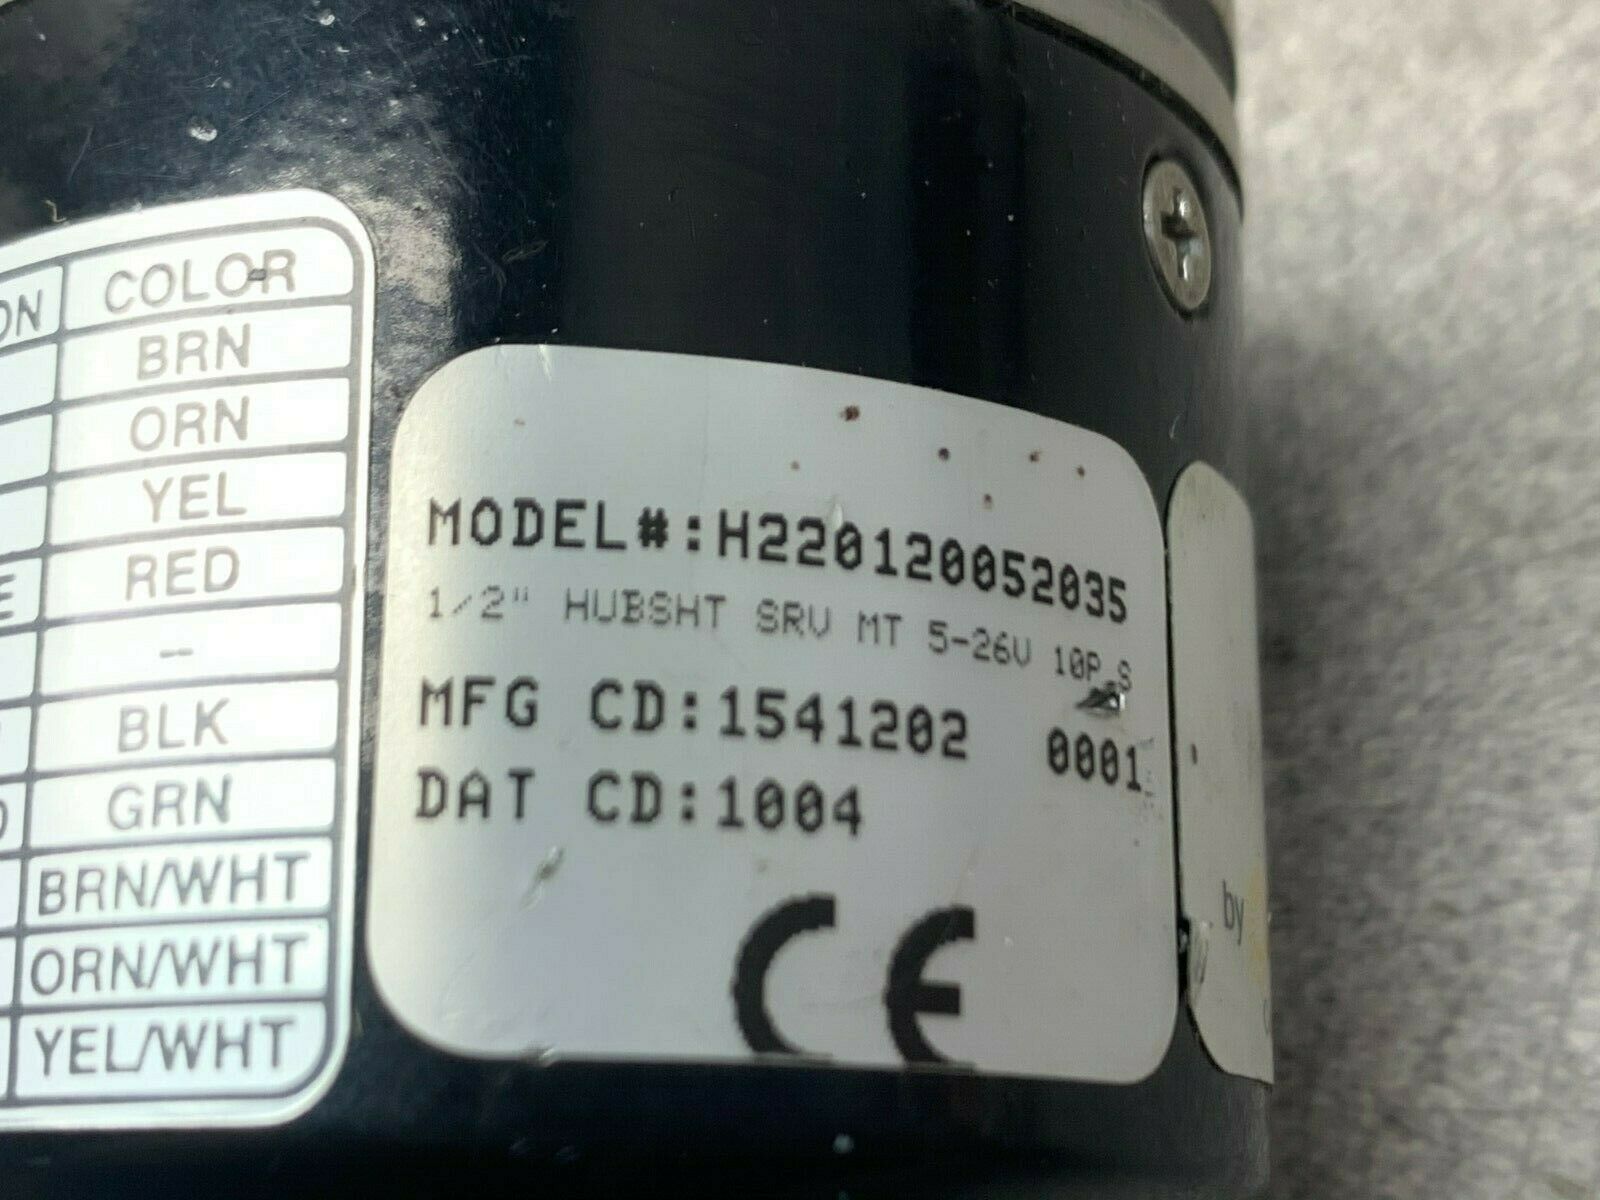 ON COLOR
BRN
ORN
YEL
E RED
--
BLK
GRN
BRN/WHT
ORN/WHT
YEL/WHT
MODEL#:H220120052035
1/2" HUBSHT SRV MT 5-26V 10P S
MFG CD:1541202 0001
DAT CD:1004
CE
by